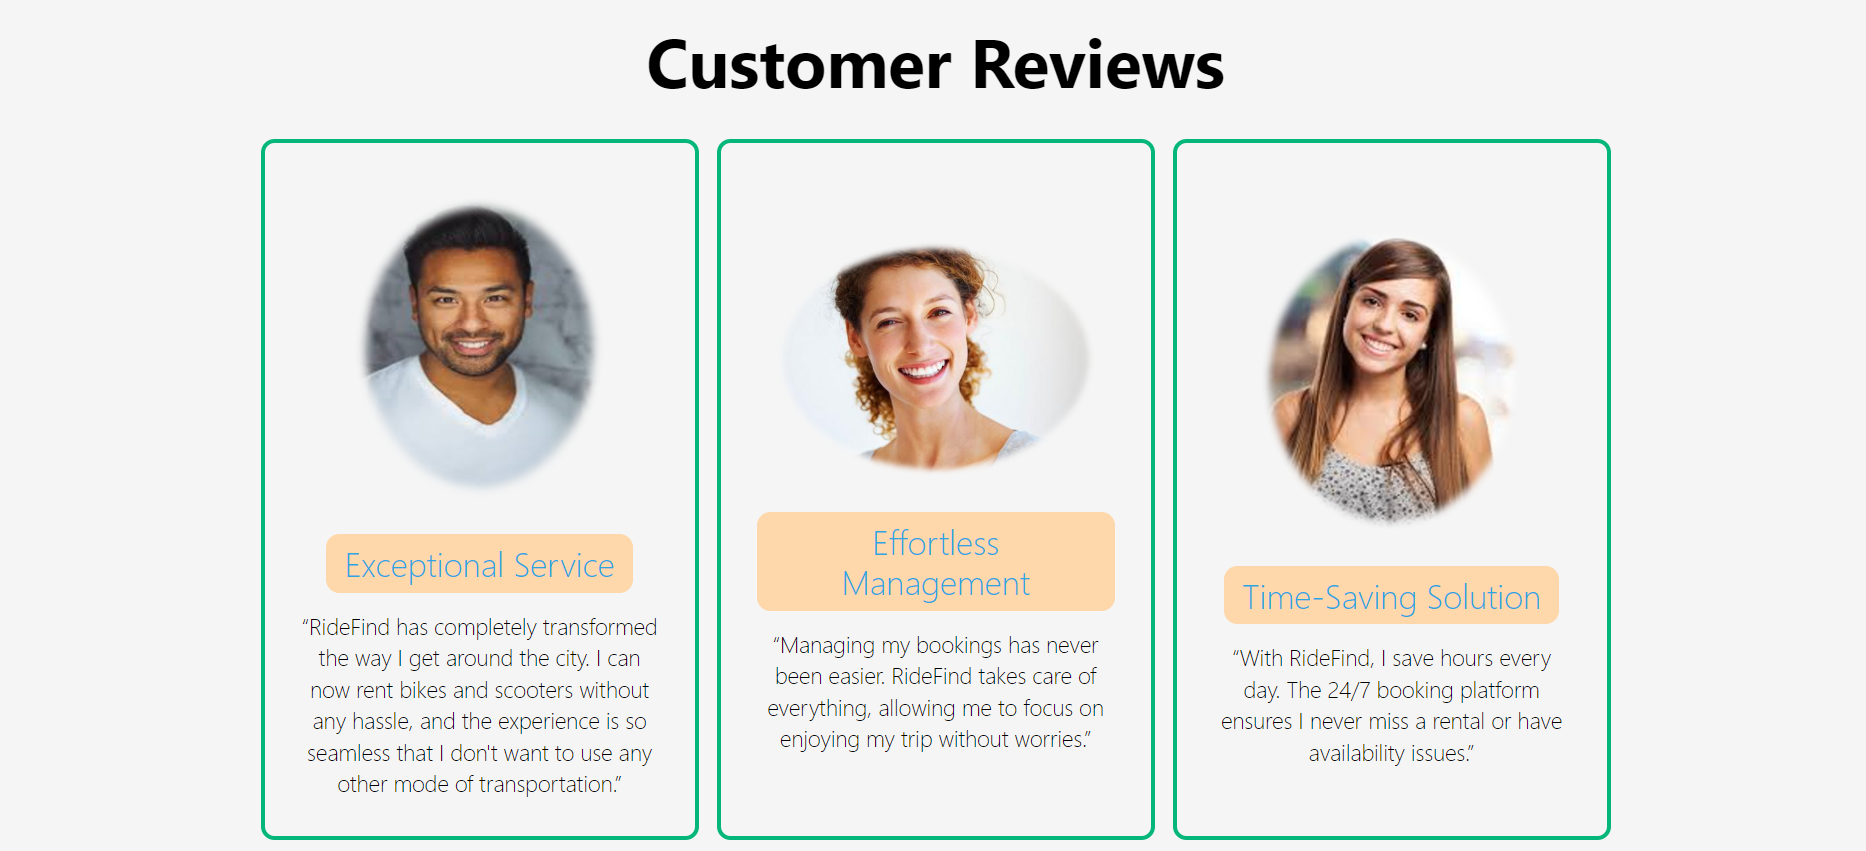 Customer Reviews
Exceptional Service
“RideFind has completely transformed
the way I get around the city. I can
now rent bikes and scooters without
any hassle, and the experience is so
seamless that I don't want to use any
other mode of transportation.”
Effortless
Management
“Managing my bookings has never
been easier. RideFind takes care of
everything, allowing me to focus on
enjoying my trip without worries.”
Time-Saving Solution
“With RideFind, I save hours every
day. The 24/7 booking platform
ensures I never miss a rental or have
availability issues.”